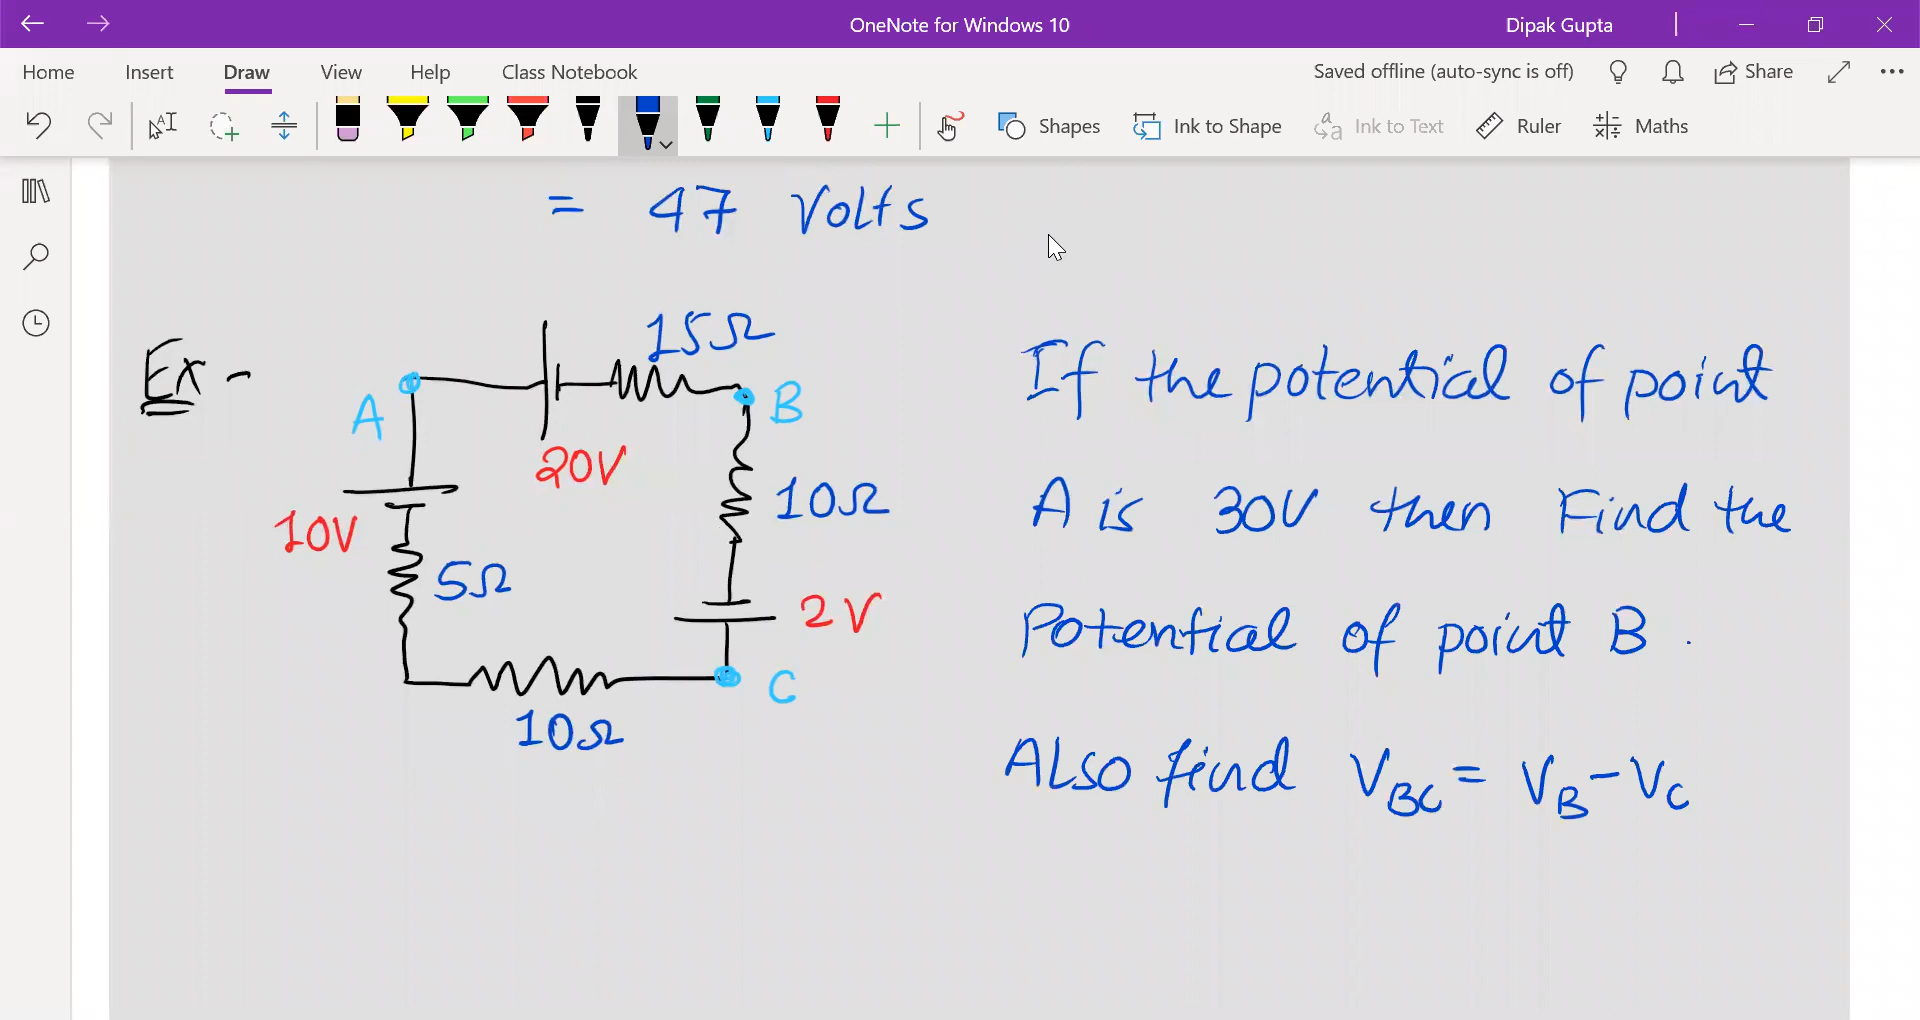 OneNote for Windows 10
Dipak Gupta
Home Insert Draw View Help Class Notebook
Saved offline (auto-sync is off) Share
Shapes Ink to Shape Ink to Text Ruler Maths
= 47 Volts
Ex -
15Ω
A
B
20V
10Ω
10V
5Ω
2V
C
10Ω
If the potential of point
A is 30V then Find the
Potential of point B.
Also find VBC = VB - VC